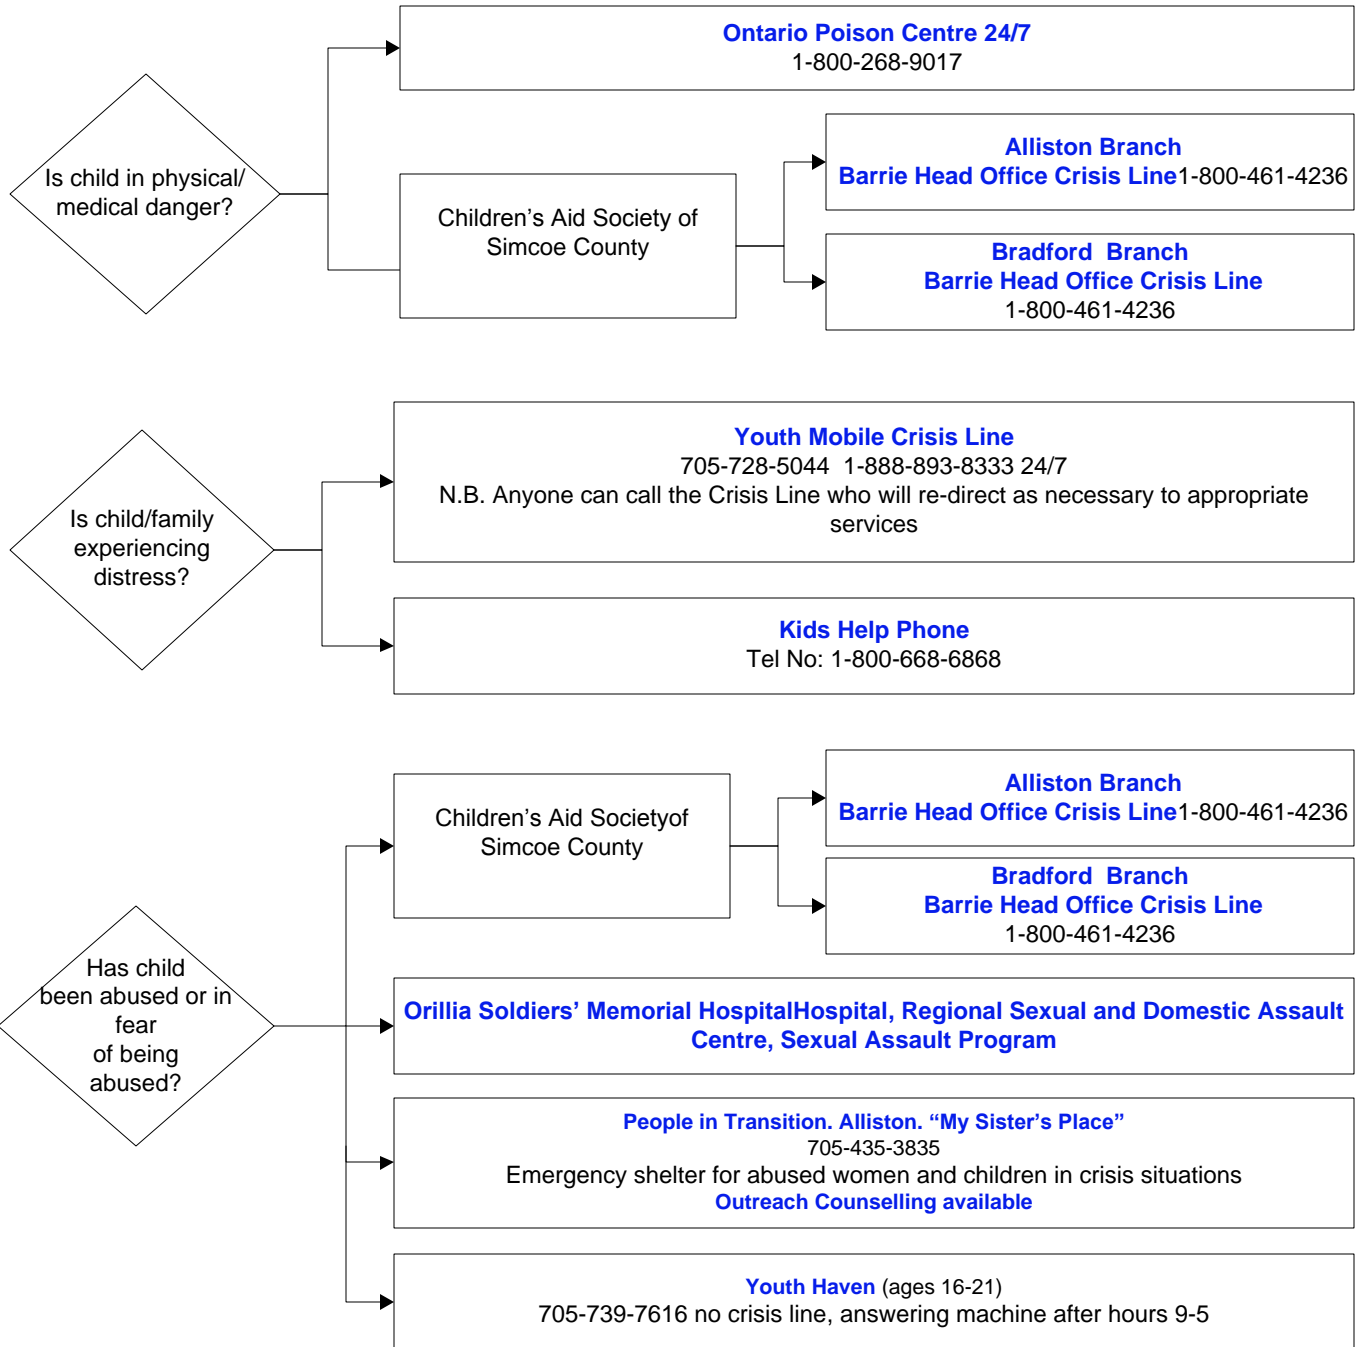 Ontario Poison Centre 24/7
1-800-268-9017
Is child in physical/
medical danger?
Children's Aid Society of
Simcoe County
Alliston Branch
Barrie Head Office Crisis Line1-800-461-4236
Bradford  Branch
Barrie Head Office Crisis Line
1-800-461-4236
Is child/family
experiencing
distress?
Youth Mobile Crisis Line
705-728-5044  1-888-893-8333 24/7
N.B. Anyone can call the Crisis Line who will re-direct as necessary to appropriate
services
Kids Help Phone
Tel No: 1-800-668-6868
Has child
been abused or in
fear
of being
abused?
Children's Aid Societyof
Simcoe County
Alliston Branch
Barrie Head Office Crisis Line1-800-461-4236
Bradford  Branch
Barrie Head Office Crisis Line
1-800-461-4236
Orillia Soldiers' Memorial HospitalHospital, Regional Sexual and Domestic Assault
Centre, Sexual Assault Program
People in Transition. Alliston. "My Sister's Place"
705-435-3835
Emergency shelter for abused women and children in crisis situations
Outreach Counselling available
Youth Haven (ages 16-21)
705-739-7616 no crisis line, answering machine after hours 9-5